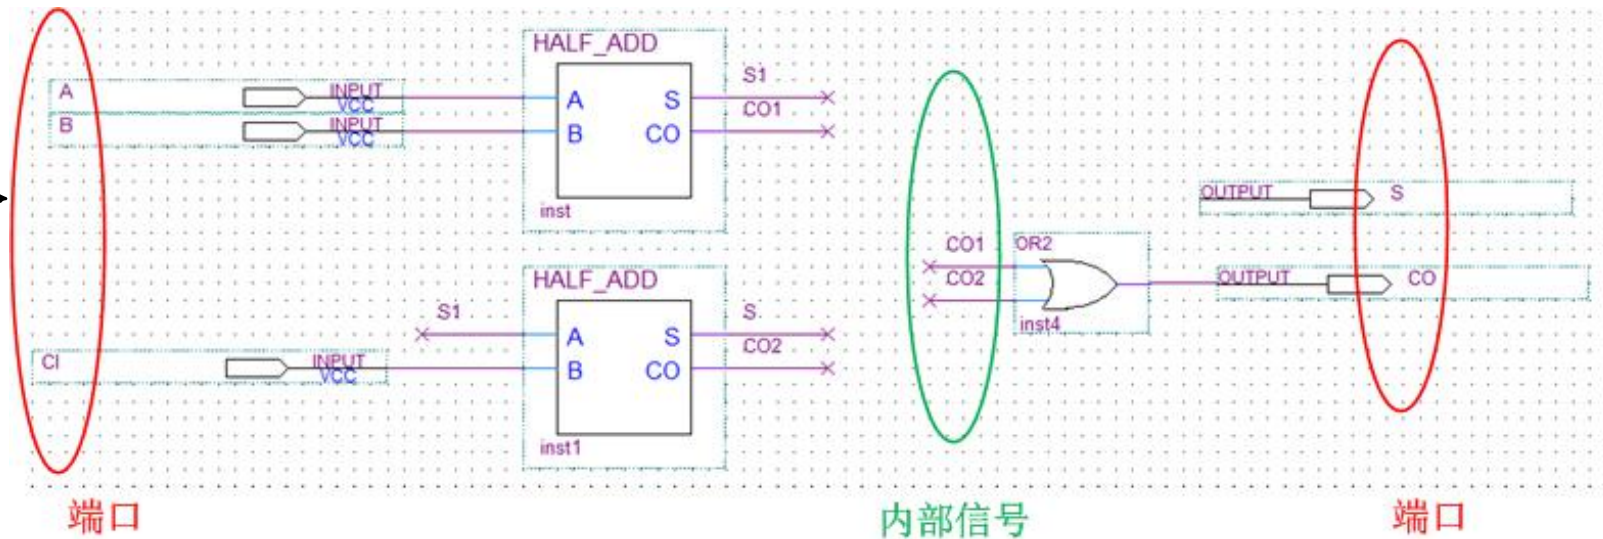 HALF_ADD
A
INPUT
VCC
A
S
S1
B
INPUT
VCC
B
CO
CO1
inst
OUTPUT
S
HALF_ADD
S1
A
S
S
CI
INPUT
VCC
B
CO
CO2
inst1
CO1
OR2
CO2
inst4
OUTPUT
CO
端口
内部信号
端口